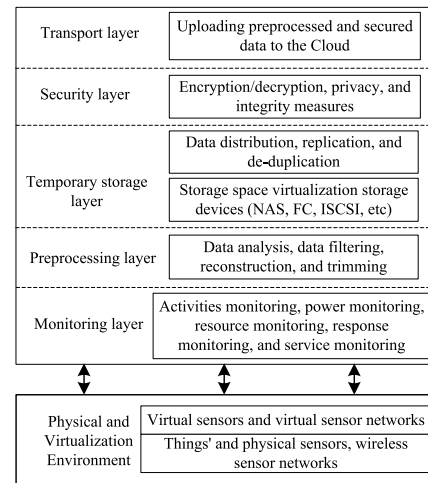 Transport layer
Uploading preprocessed and secured
data to the Cloud
Security layer
Encryption/decryption, privacy, and
integrity measures
Temporary storage
layer
Data distribution, replication, and
de-duplication
Storage space virtualization storage
devices (NAS, FC, ISCSI, etc)
Preprocessing layer
Data analysis, data filtering,
reconstruction, and trimming
Monitoring layer
Activities monitoring, power monitoring,
resource monitoring, response
monitoring, and service monitoring
Physical and
Virtualization
Environment
Virtual sensors and virtual sensor networks
Things' and physical sensors, wireless
sensor networks